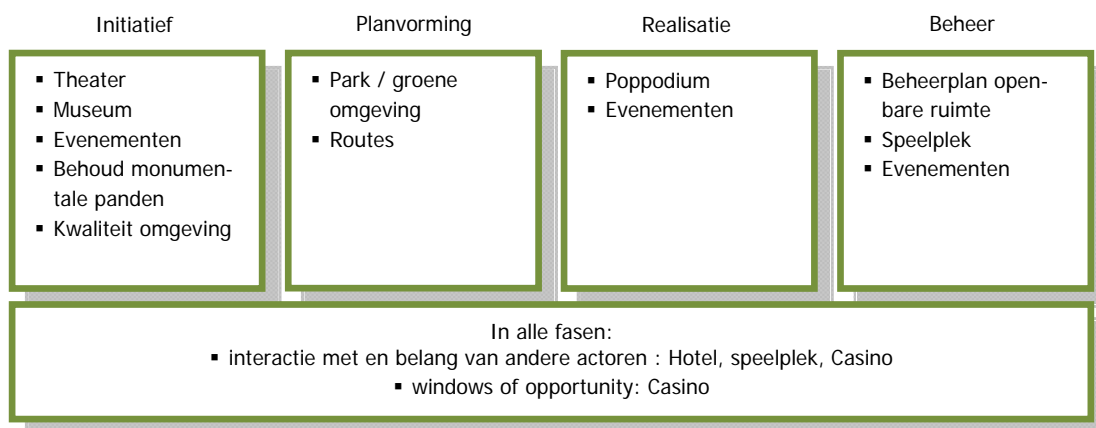 Initiatief
▪ Theater
▪ Museum
▪ Evenementen
▪ Behoud monumen-
tale panden
▪ Kwaliteit omgeving
Planvorming
▪ Park / groene
omgeving
▪ Routes
Realisatie
▪ Poppodium
▪ Evenementen
Beheer
▪ Beheerplan open-
bare ruimte
▪ Speelplek
▪ Evenementen
In alle fasen:
▪ interactie met en belang van andere actoren : Hotel, speelplek, Casino
▪ windows of opportunity: Casino